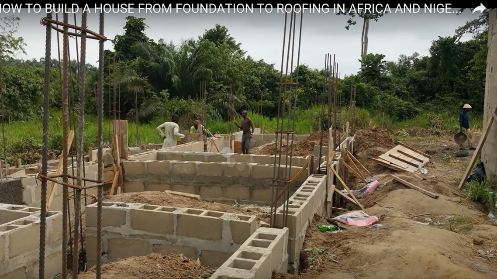 HOW TO BUILD A HOUSE FROM FOUNDATION TO ROOFING IN AFRICA AND NIGE...